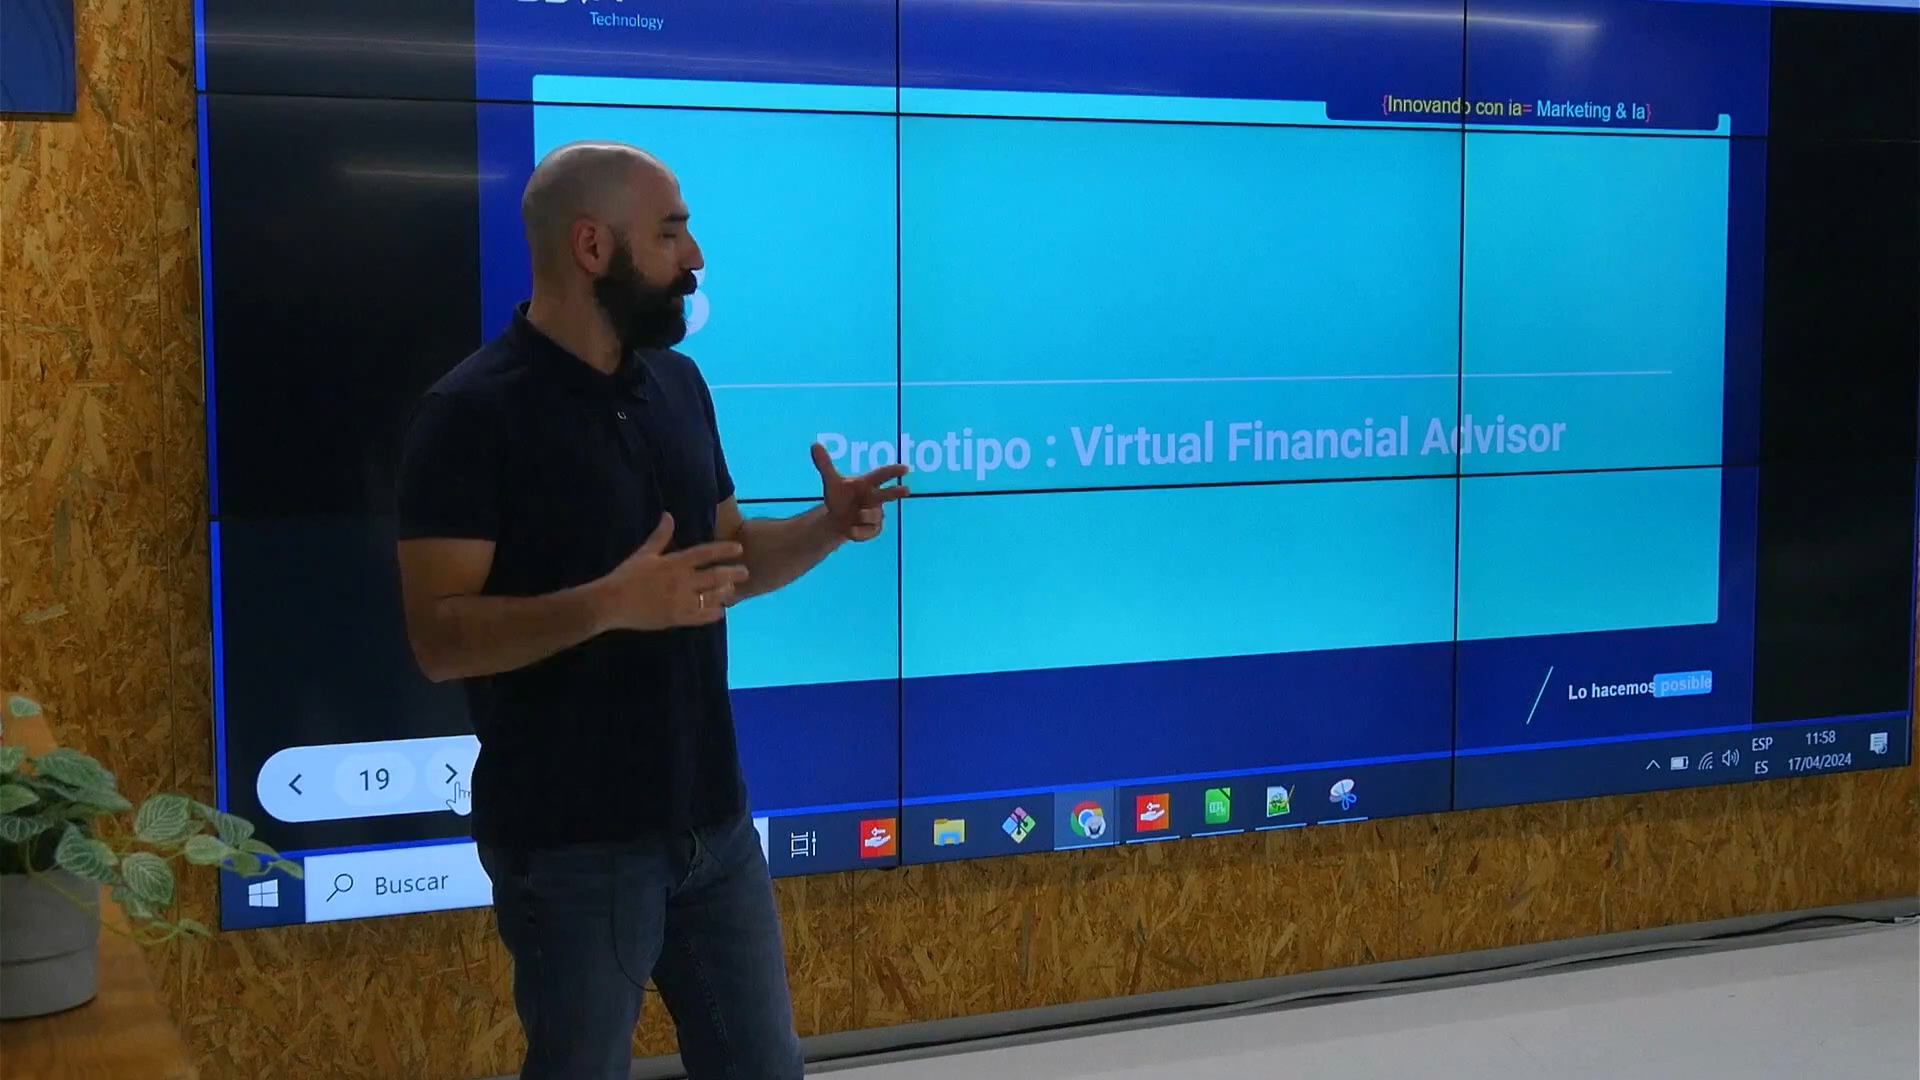 Technology
{Innovando con ia= Marketing & Ia}
Prototipo : Virtual Financial Advisor
Lo hacemos posible
19
ESP
ES
11:58
17/04/2024
Buscar